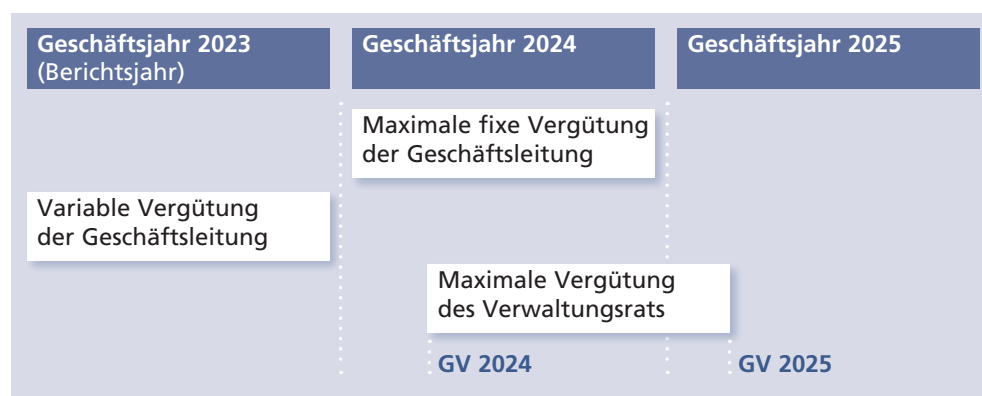 Geschäftsjahr 2023
(Berichtsjahr)
Geschäftsjahr 2024
Geschäftsjahr 2025
Maximale fixe Vergütung
der Geschäftsleitung
Variable Vergütung
der Geschäftsleitung
Maximale Vergütung
des Verwaltungsrats
GV 2024
GV 2025